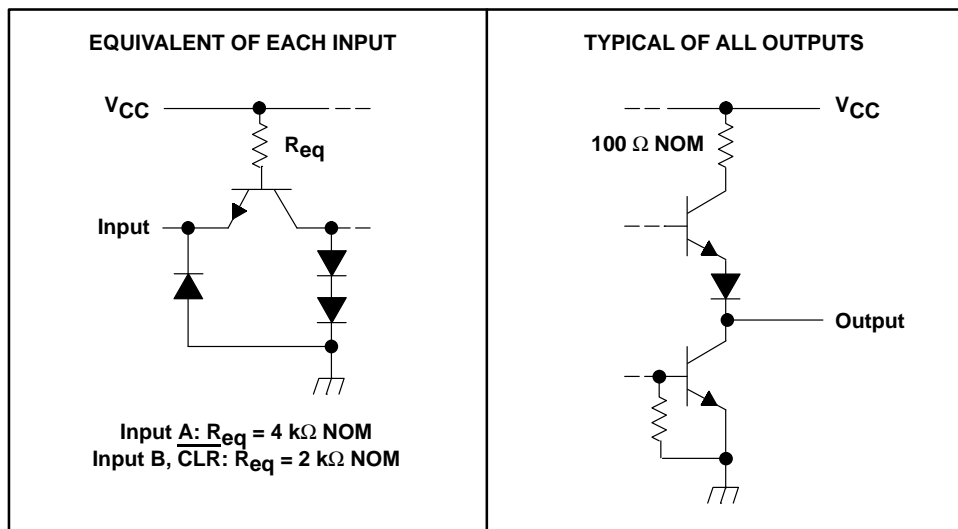 EQUIVALENT OF EACH INPUT
VCC
Req
Input
Input A: Req = 4 kΩ NOM
Input B, CLR: Req = 2 kΩ NOM
TYPICAL OF ALL OUTPUTS
VCC
100 Ω NOM
Output